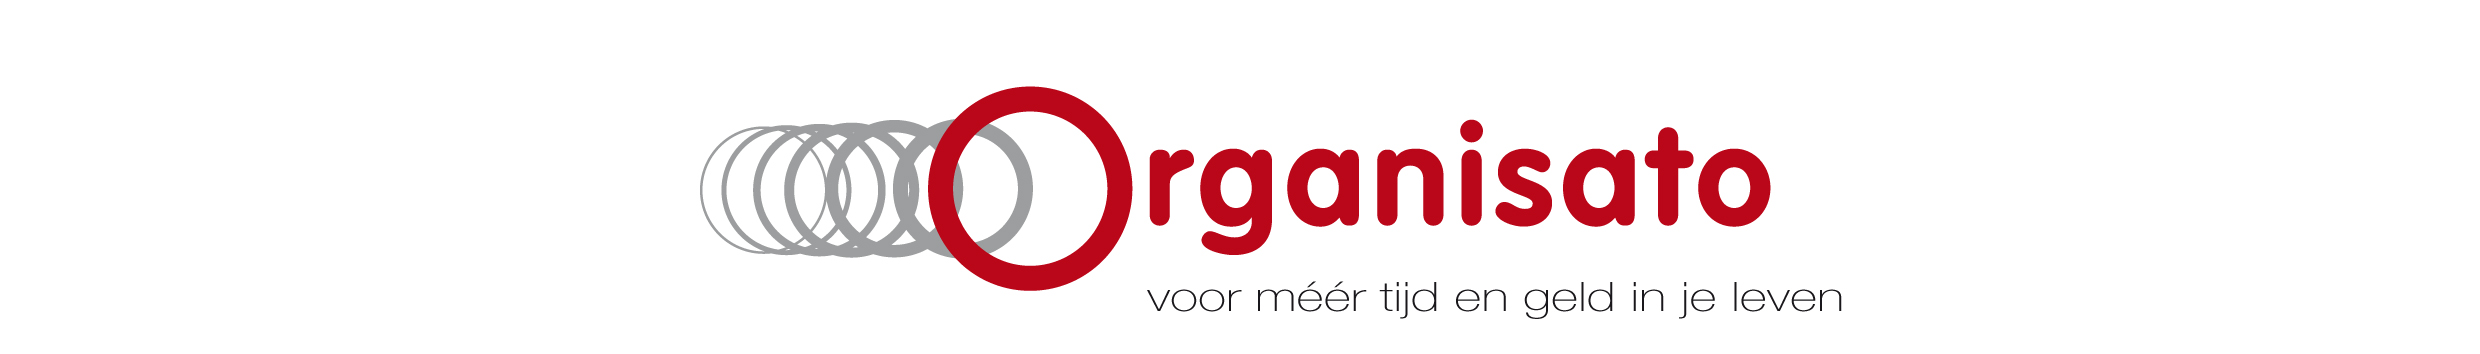 Organisato
voor méér tijd en geld in je leven